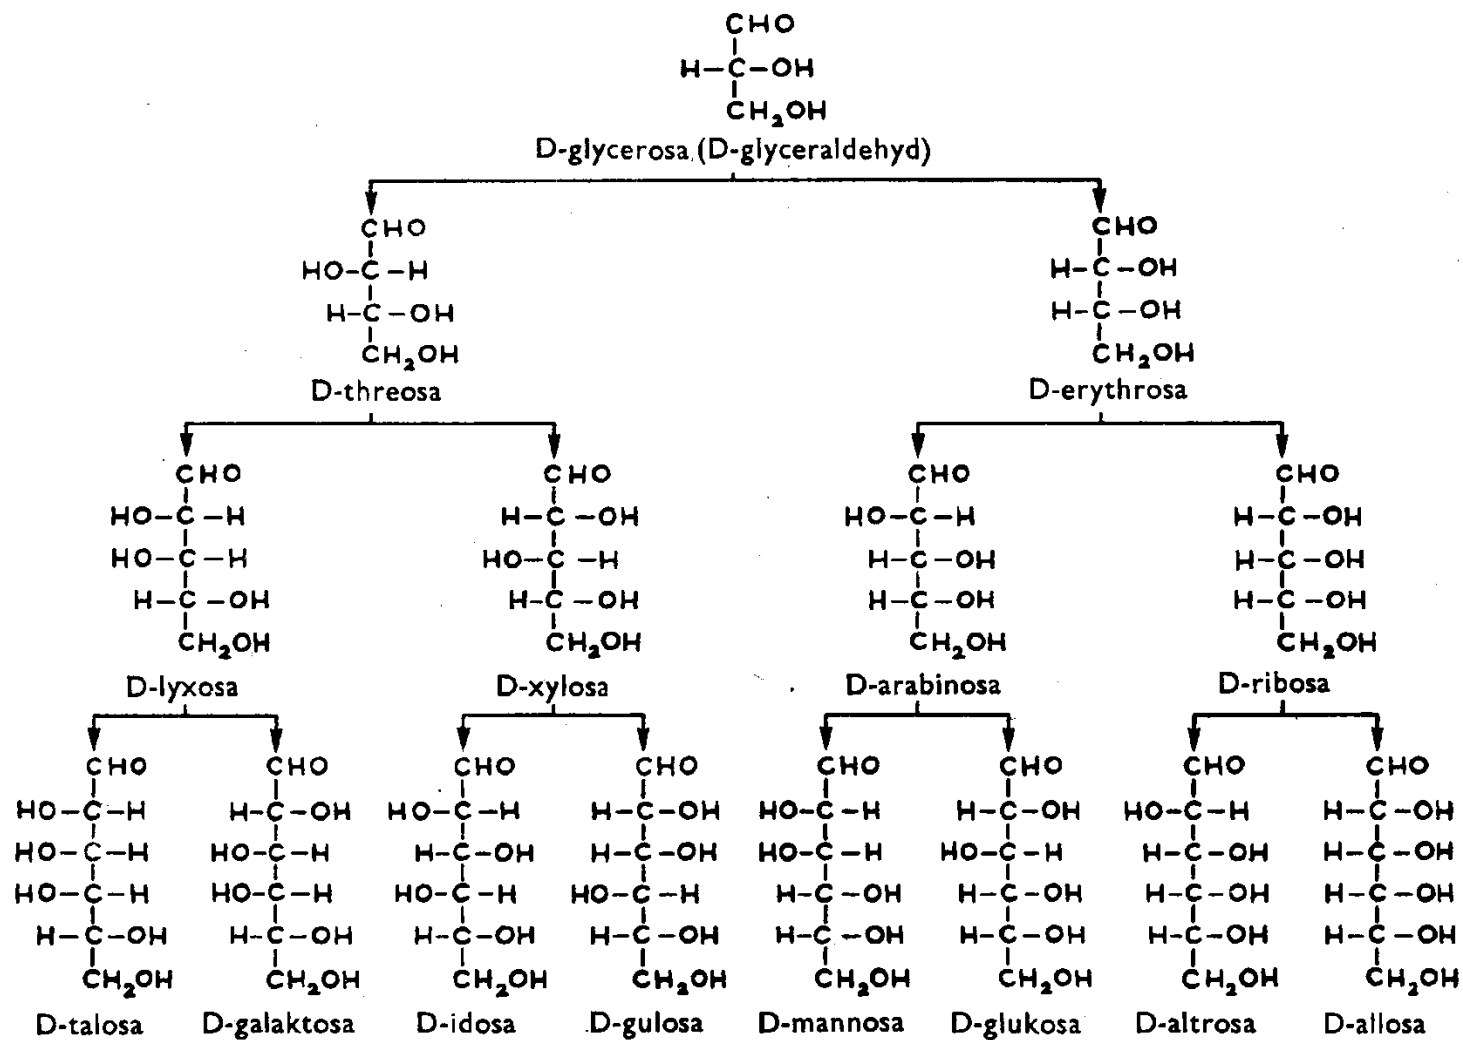 CHO
H-C-OH
CH₂OH
D-glycerosa (D-glyceraldehyd)
CHO CHO
HO-C-H H-C-OH
H-C-OH H-C-OH
CH₂OH CH₂OH
D-threosa D-erythrosa
CHO CHO CHO CHO
HO-C-H H-C-OH HO-C-H H-C-OH
HO-C-H HO-C-H H-C-OH H-C-OH
H-C-OH H-C-OH H-C-OH H-C-OH
CH₂OH CH₂OH CH₂OH CH₂OH
D-lyxosa D-xylosa D-arabinosa D-ribosa
CHO CHO CHO CHO CHO CHO CHO CHO
HO-C-H H-C-OH HO-C-H H-C-OH HO-C-H H-C-OH HO-C-H H-C-OH
HO-C-H HO-C-H H-C-OH H-C-OH HO-C-H HO-C-H H-C-OH H-C-OH
HO-C-H HO-C-H HO-C-H HO-C-H H-C-OH H-C-OH H-C-OH H-C-OH
H-C-OH H-C-OH H-C-OH H-C-OH H-C-OH H-C-OH H-C-OH H-C-OH
CH₂OH CH₂OH CH₂OH CH₂OH CH₂OH CH₂OH CH₂OH CH₂OH
D-talosa D-galaktosa D-idosa D-gulosa D-mannosa D-glukosa D-altrosa D-allosa